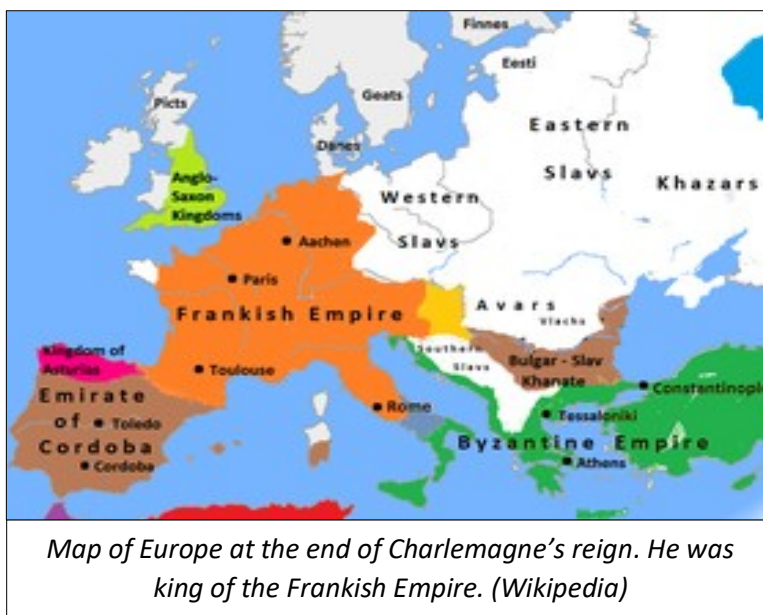 Finnes
Eesti
Geats
Picts
Danes
Eastern
Slavs
Khazars
Anglo-
Saxon
Kingdoms
Western
Slavs
Aachen
Paris
Frankish Empire
Avars
Vlachs
Southern
Slavs
Bulgar - Slav
Khanate
Kingdom of
Asturias
Toulouse
Constantinople
Emirate
of
Cordoba
Toledo
Cordoba
Rome
Tessaloniki
Byzantine Empire
Athens
Map of Europe at the end of Charlemagne’s reign. He was
king of the Frankish Empire. (Wikipedia)